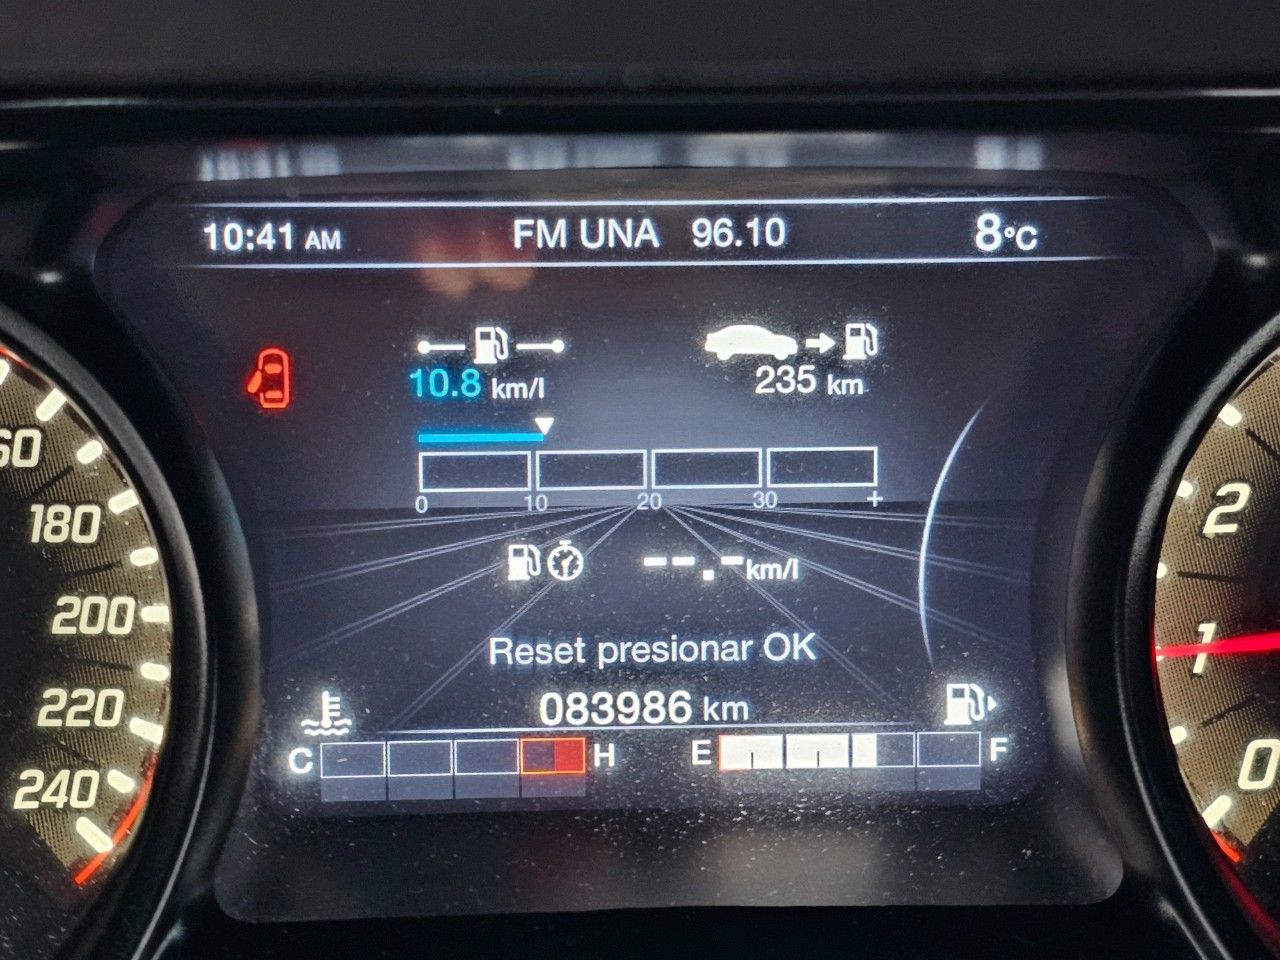 10:41 AM FM UNA 96.10 8°C
10.8 km/l 235 km
0 10 20 30 +
--.- km/l
Reset presionar OK
083986 km
C H E F
60
180
200
220
240
2
1
0